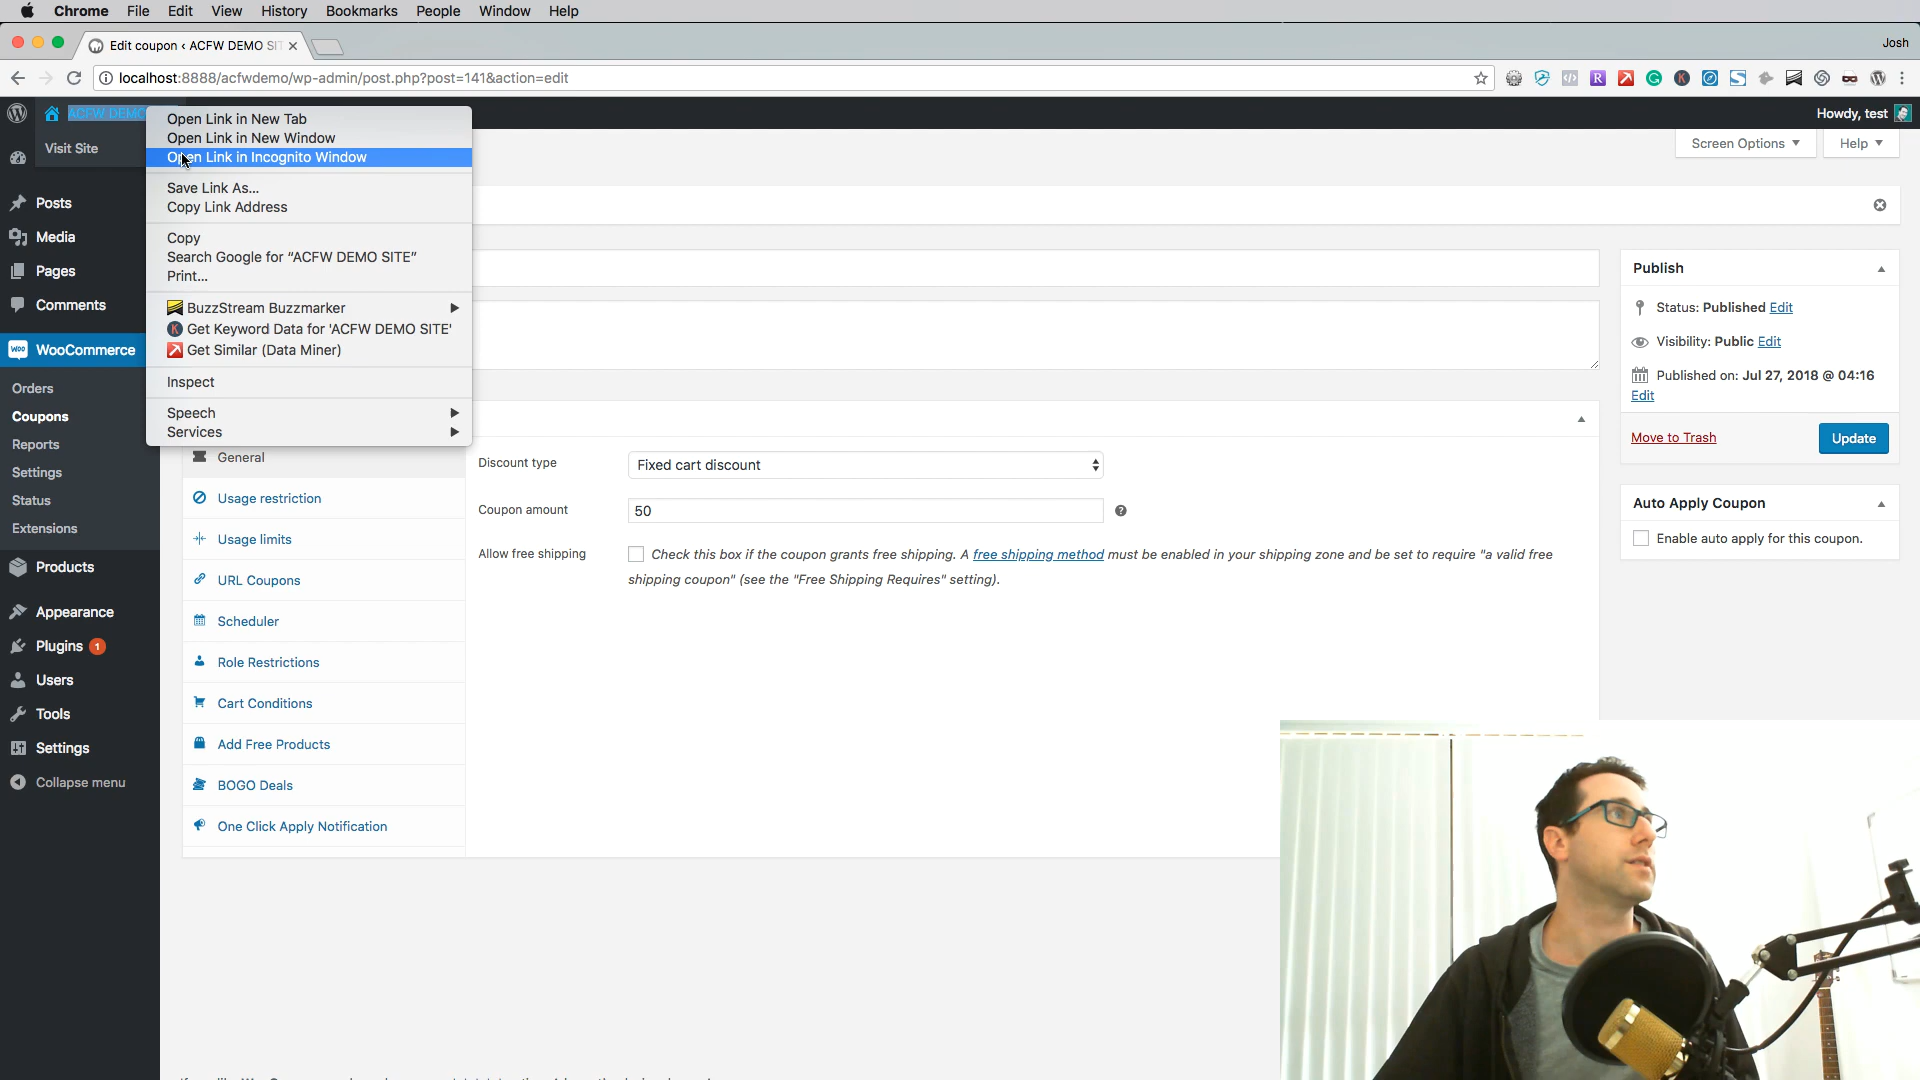 Chrome File Edit View History Bookmarks People Window Help
Edit coupon ‹ ACFW DEMO SI
Josh
localhost:8888/acfwdemo/wp-admin/post.php?post=141&action=edit
ACFW DEMO
Howdy, test
Visit Site
Open Link in New Tab
Open Link in New Window
Open Link in Incognito Window
Save Link As...
Copy Link Address
Copy
Search Google for “ACFW DEMO SITE”
Print...
BuzzStream Buzzmarker
Get Keyword Data for 'ACFW DEMO SITE'
Get Similar (Data Miner)
Inspect
Speech
Services
Screen Options
Help
Posts
Media
Pages
Comments
WooCommerce
Orders
Coupons
Reports
Settings
Status
Extensions
Products
Appearance
Plugins 1
Users
Tools
Settings
Collapse menu
General
Usage restriction
Usage limits
URL Coupons
Scheduler
Role Restrictions
Cart Conditions
Add Free Products
BOGO Deals
One Click Apply Notification
Discount type
Fixed cart discount
Coupon amount
50
Allow free shipping
Check this box if the coupon grants free shipping. A free shipping method must be enabled in your shipping zone and be set to require "a valid free
shipping coupon" (see the "Free Shipping Requires" setting).
Publish
Status: Published Edit
Visibility: Public Edit
Published on: Jul 27, 2018 @ 04:16
Edit
Move to Trash
Update
Auto Apply Coupon
Enable auto apply for this coupon.